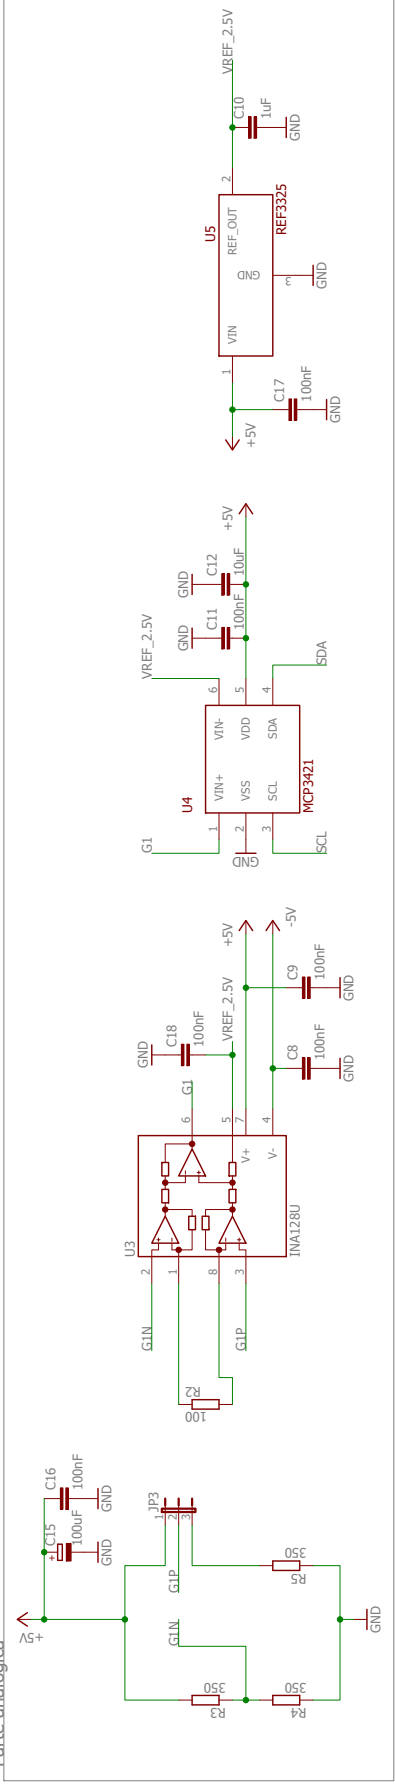 Parte analogica
+5V
C15
100uF
GND
C16
100nF
GND
JP3
1
2
3
G1P
G1N
R3
350
R4
350
R5
350
GND
R2
100
G1N
G1P
U3
2
1
8
3
6
5
7
4
V+
V-
INA128U
G1
GND
C18
100nF
VREF_2.5V
+5V
-5V
C8
100nF
GND
C9
100nF
GND
G1
GND
SCL
U4
1
2
3
VIN+
VSS
SCL
VIN-
VDD
SDA
6
5
4
MCP3421
VREF_2.5V
SDA
GND
C11
100nF
GND
C12
10uF
+5V
+5V
C17
100nF
GND
U5
1
VIN
GND
REF_OUT
2
3
GND
REF3325
C10
1uF
GND
VREF_2.5V